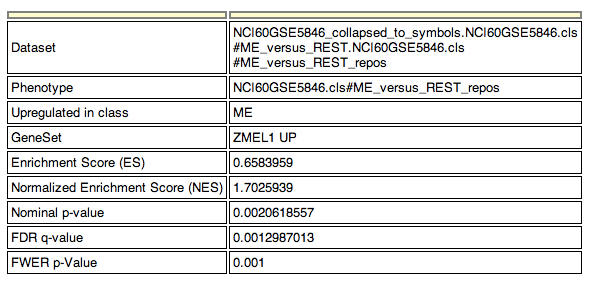 Dataset
NCI60GSE5846_collapsed_to_symbols.NCI60GSE5846.cls
#ME_versus_REST.NCI60GSE5846.cls
#ME_versus_REST_repos
Phenotype NCI60GSE5846.cls#ME_versus_REST_repos
Upregulated in class ME
GeneSet ZMEL1 UP
Enrichment Score (ES) 0.6583959
Normalized Enrichment Score (NES) 1.7025939
Nominal p-value 0.0020618557
FDR q-value 0.0012987013
FWER p-Value 0.001